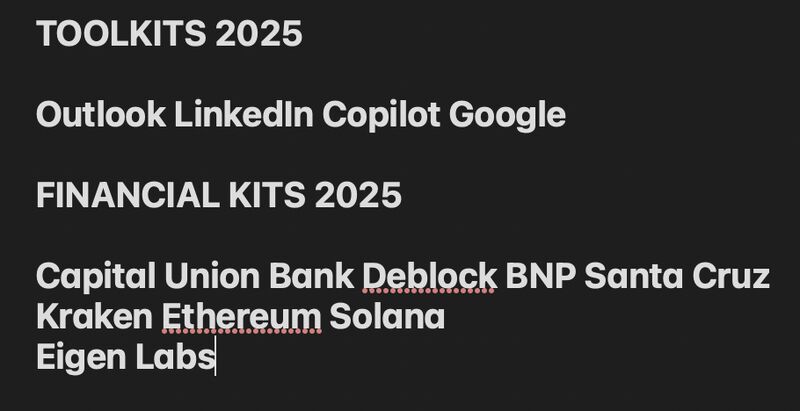 TOOLKITS 2025
Outlook LinkedIn Copilot Google
FINANCIAL KITS 2025
Capital Union Bank Deblock BNP Santa Cruz
Kraken Ethereum Solana
Eigen Labs